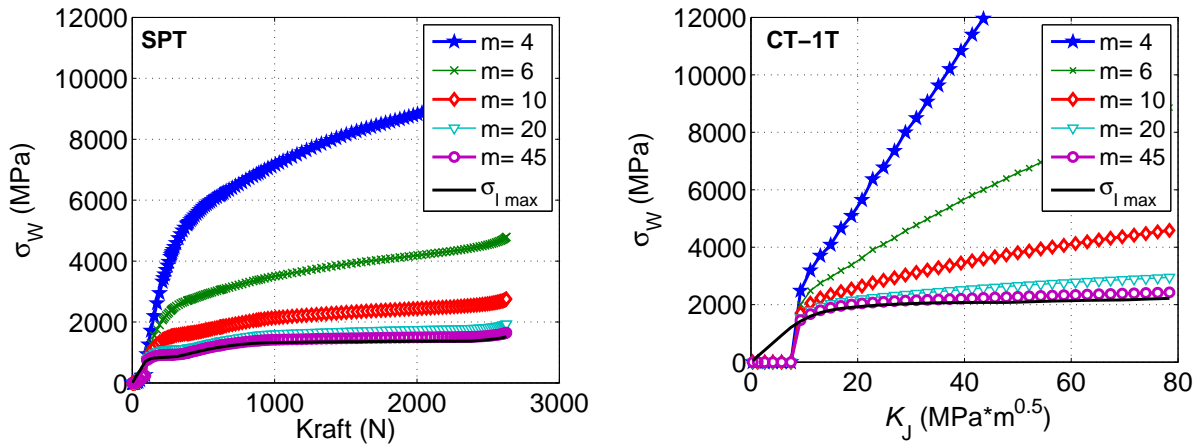 SPT
12000
10000
8000
6000
4000
2000
0
σW (MPa)
0 1000 2000 3000
Kraft (N)
m= 4
m= 6
m= 10
m= 20
m= 45
σI max
CT−1T
12000
10000
8000
6000
4000
2000
0
σW (MPa)
0 20 40 60 80
KJ (MPa*m^0.5)
m= 4
m= 6
m= 10
m= 20
m= 45
σI max